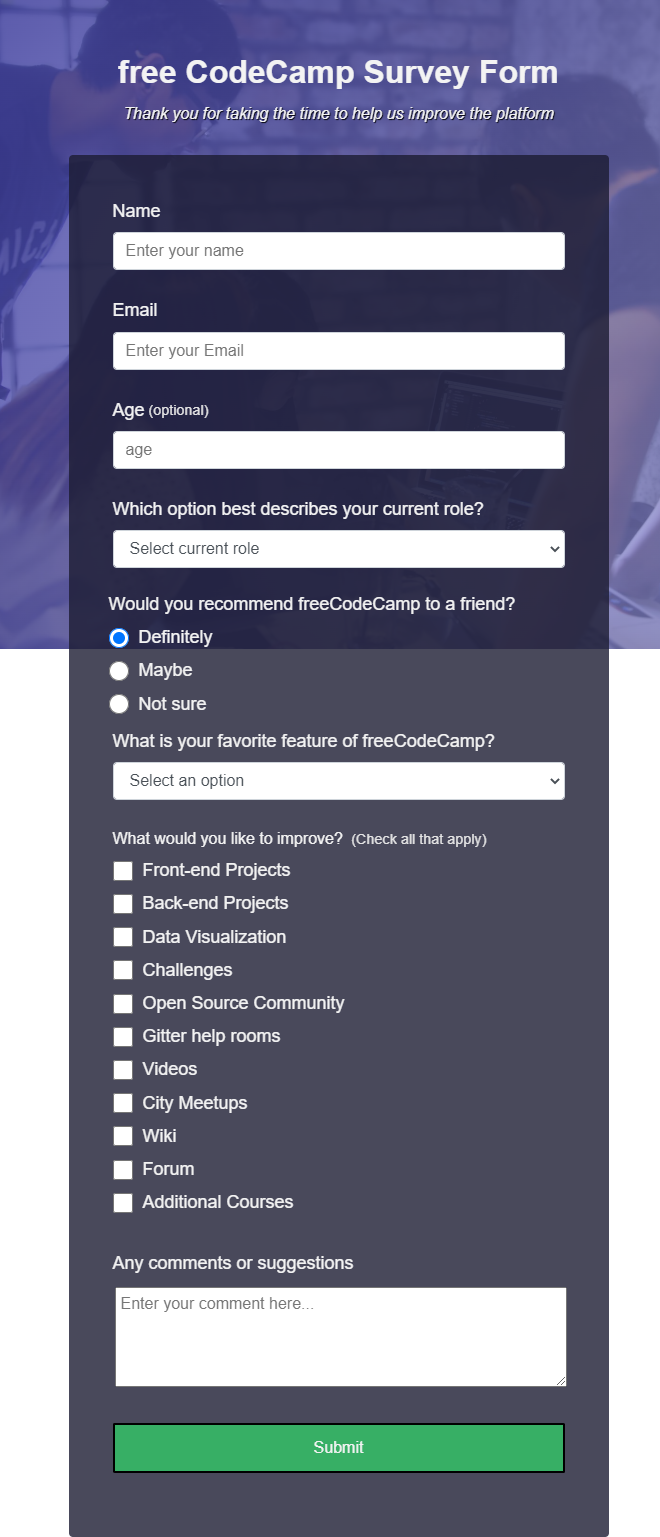 free CodeCamp Survey Form
Thank you for taking the time to help us improve the platform
Name
Enter your name
Email
Enter your Email
Age (optional)
age
Which option best describes your current role?
Select current role
Would you recommend freeCodeCamp to a friend?
Definitely
Maybe
Not sure
What is your favorite feature of freeCodeCamp?
Select an option
What would you like to improve? (Check all that apply)
Front-end Projects
Back-end Projects
Data Visualization
Challenges
Open Source Community
Gitter help rooms
Videos
City Meetups
Wiki
Forum
Additional Courses
Any comments or suggestions
Enter your comment here...
Submit